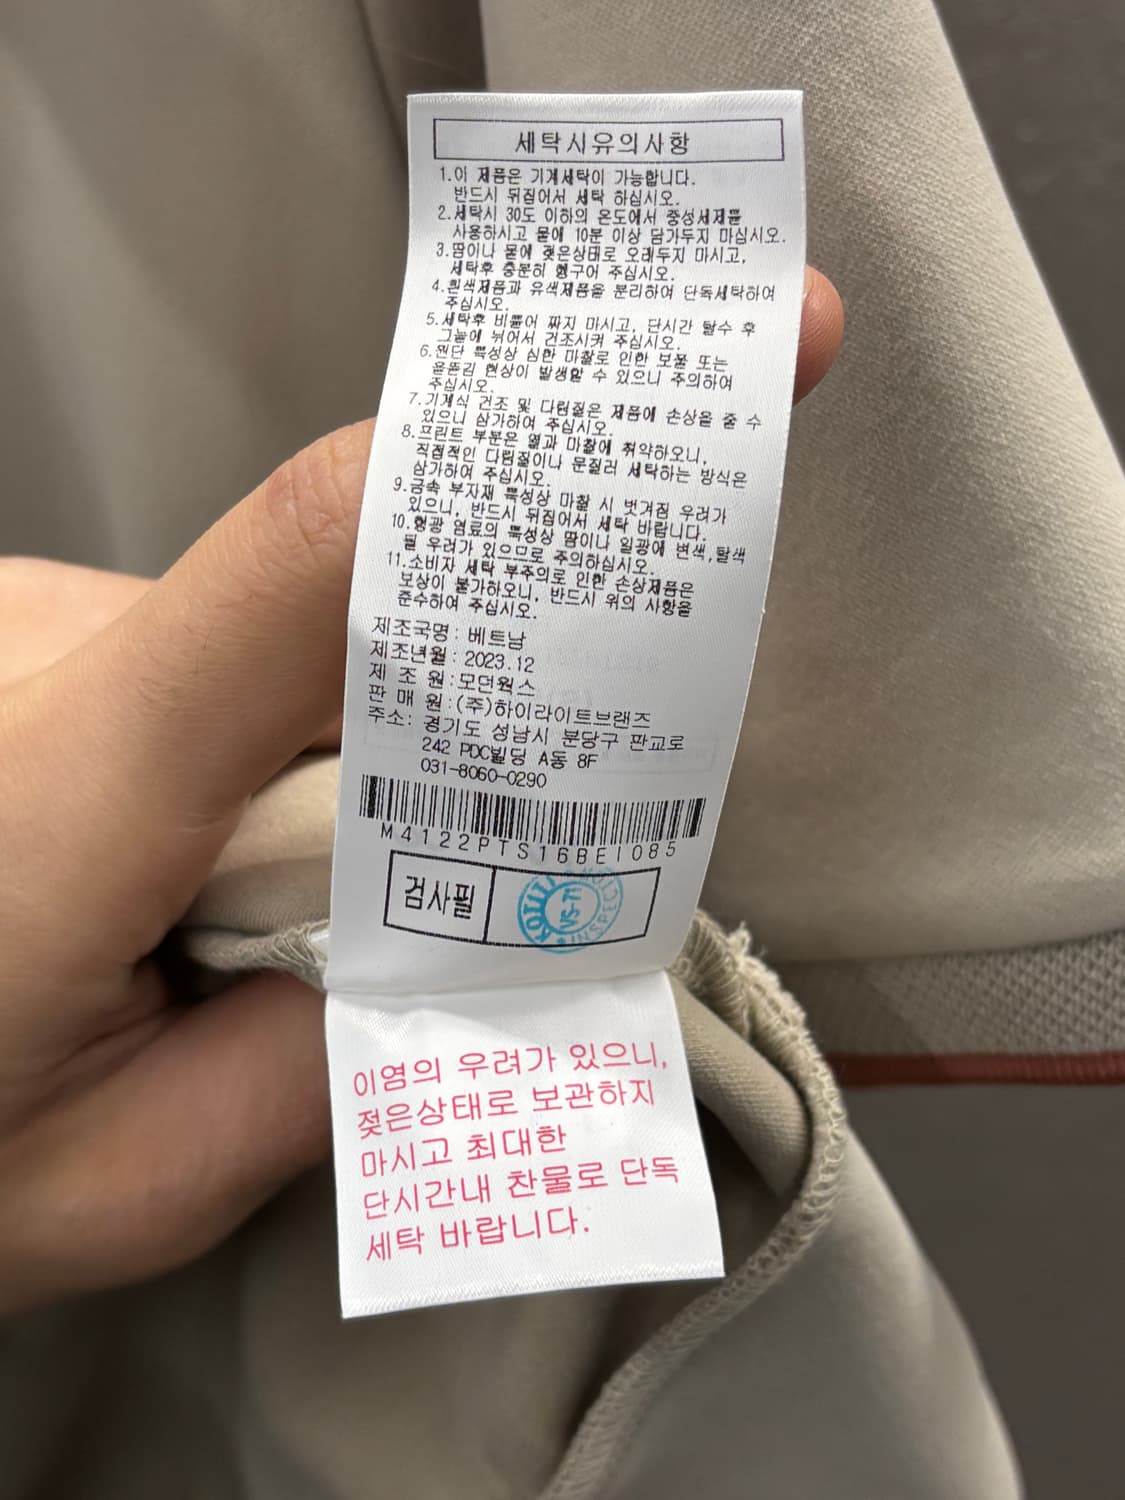 세탁시유의사항
1.이 제품은 기계세탁이 가능합니다.
반드시 뒤집어서 세탁 하십시오.
2.세탁시 30도 이하의 온도에서 중성세제를
사용하시고 물에 10분 이상 담가두지 마십시오.
3.땀이나 물에 젖은상태로 오래두지 마시고,
세탁후 충분히 헹구어 주십시오.
4.흰색제품과 유색제품을 분리하여 단독세탁하여
주십시오.
5.세탁후 비틀어 짜지 마시고, 단시간 탈수 후
그늘에 뉘어서 건조시켜 주십시오.
6.원단 특성상 심한 마찰로 인한 보풀 또는
올뜯김 현상이 발생할 수 있으니 주의하여
주십시오.
7.기계식 건조 및 다림질은 제품에 손상을 줄 수
있으니 삼가하여 주십시오.
8.프린트 부분은 열과 마찰에 취약하오니,
직접적인 다림질이나 문질러 세탁하는 방식은
삼가하여 주십시오.
9.금속 부자재 특성상 마찰 시 벗겨짐 우려가
있으니, 반드시 뒤집어서 세탁 바랍니다.
10.형광 염료의 특성상 땀이나 일광에 변색,탈색
될 우려가 있으므로 주의하십시오.
11.소비자 세탁 부주의로 인한 손상제품은
보상이 불가하오니, 반드시 위의 사항을
준수하여 주십시오.
제조국명 : 베트남
제조년월 : 2023.12
제 조 원 : 모던웍스
판 매 원 : (주)하이라이트브랜즈
주소: 경기도 성남시 분당구 판교로
242 PDC빌딩 A동 8F
031-8060-0290
M4122PTS16BEI085
검사필
KOTITI
VS-71
INSPEC
이염의 우려가 있으니,
젖은상태로 보관하지
마시고 최대한
단시간내 찬물로 단독
세탁 바랍니다.